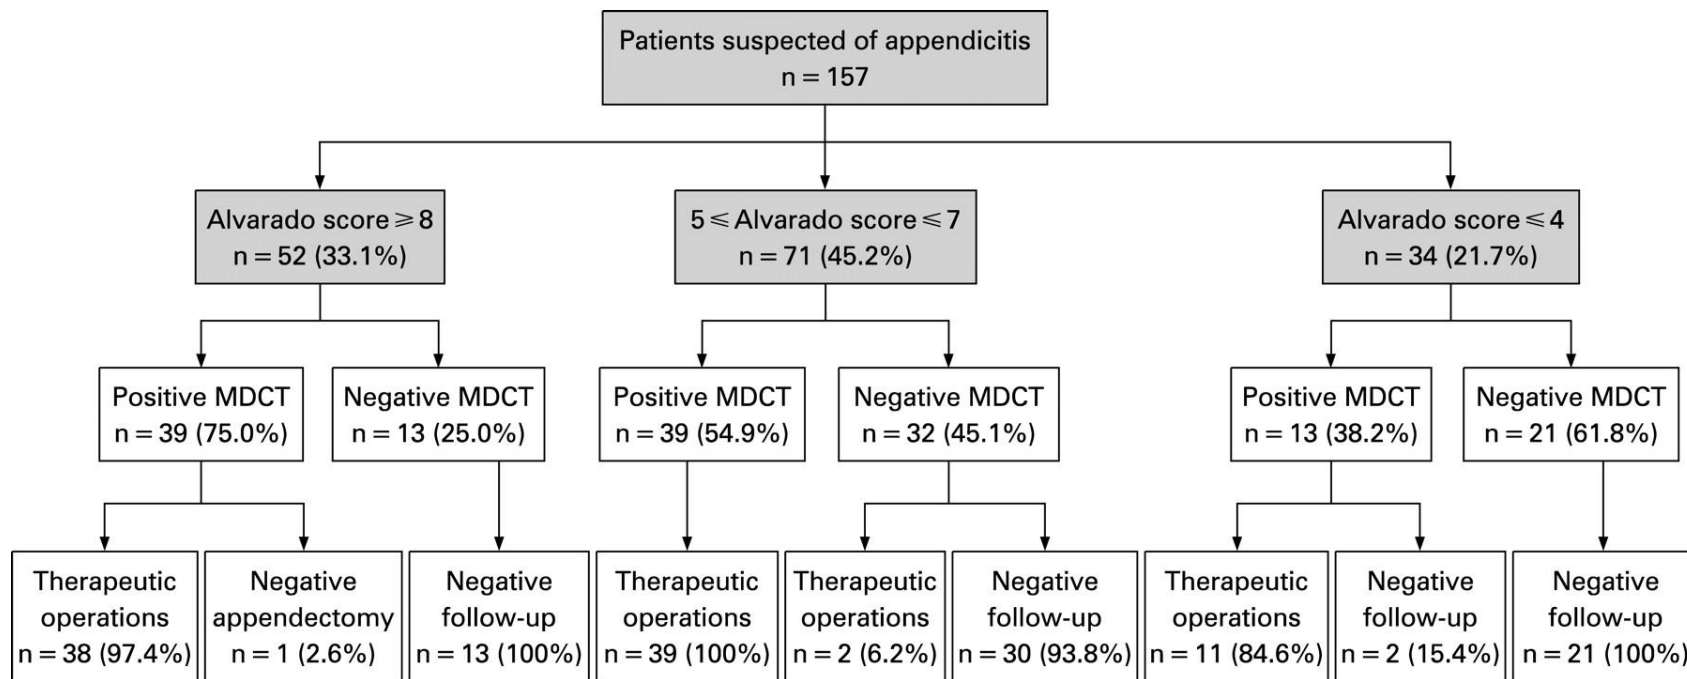 Patients suspected of appendicitis
n = 157
Alvarado score ⩾ 8
n = 52 (33.1%)
5 ⩽ Alvarado score ⩽ 7
n = 71 (45.2%)
Alvarado score ⩽ 4
n = 34 (21.7%)
Positive MDCT
n = 39 (75.0%)
Negative MDCT
n = 13 (25.0%)
Positive MDCT
n = 39 (54.9%)
Negative MDCT
n = 32 (45.1%)
Positive MDCT
n = 13 (38.2%)
Negative MDCT
n = 21 (61.8%)
Therapeutic
operations
n = 38 (97.4%)
Negative
appendectomy
n = 1 (2.6%)
Negative
follow-up
n = 13 (100%)
Therapeutic
operations
n = 39 (100%)
Therapeutic
operations
n = 2 (6.2%)
Negative
follow-up
n = 30 (93.8%)
Therapeutic
operations
n = 11 (84.6%)
Negative
follow-up
n = 2 (15.4%)
Negative
follow-up
n = 21 (100%)